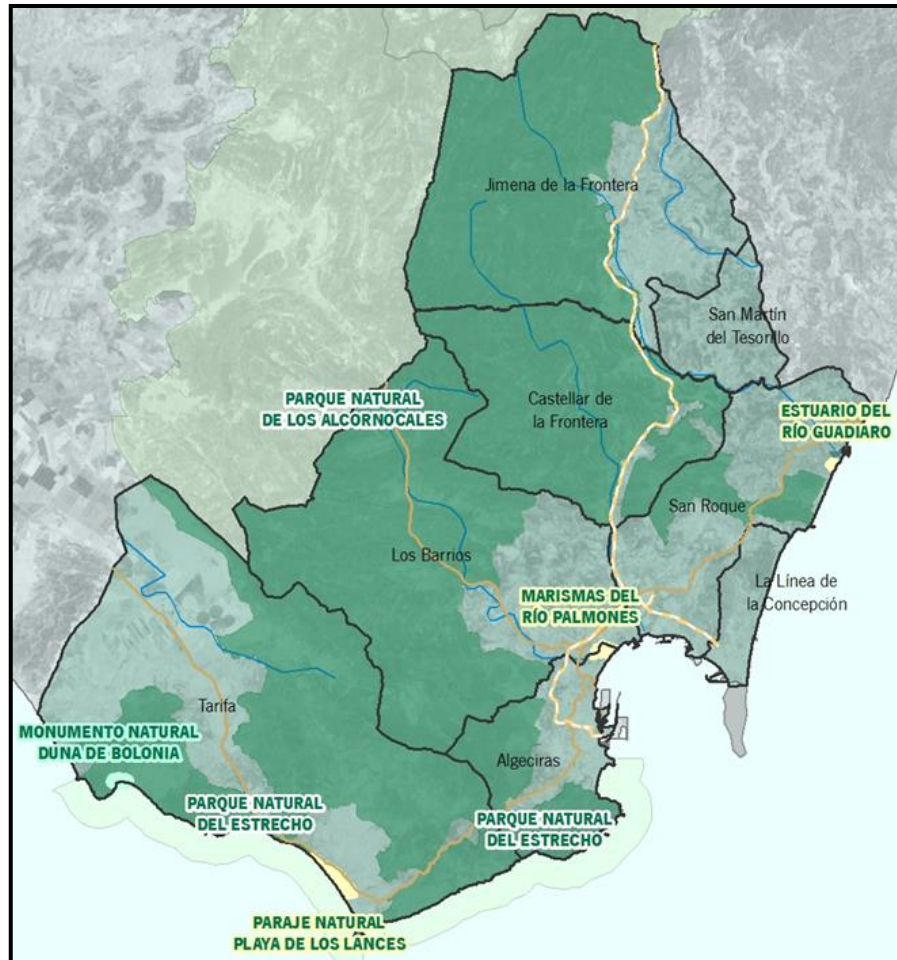 Jimena de la Frontera
San Martín
del Tesorillo
PARQUE NATURAL
DE LOS ALCORNOCALES
Castellar de
la Frontera
ESTUARIO DEL
RÍO GUADIARO
San Roque
Los Barrios
La Línea de
la Concepción
MARISMAS DEL
RÍO PALMONES
Tarifa
MONUMENTO NATURAL
DUNA DE BOLONIA
Algeciras
PARQUE NATURAL
DEL ESTRECHO
PARQUE NATURAL
DEL ESTRECHO
PARAJE NATURAL
PLAYA DE LOS LANCES